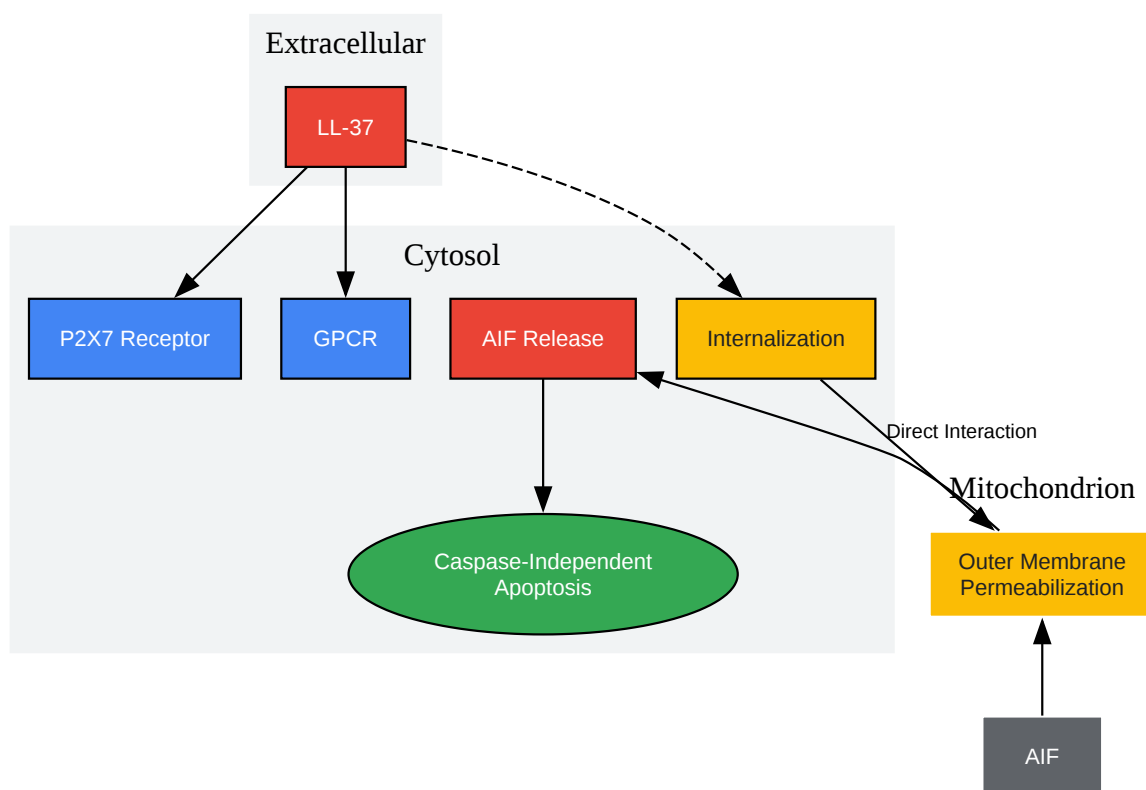 Extracellular
LL-37
Cytosol
P2X7 Receptor
GPCR
AIF Release
Internalization
Direct Interaction
Mitochondrion
Caspase-Independent
Apoptosis
Outer Membrane
Permeabilization
AIF